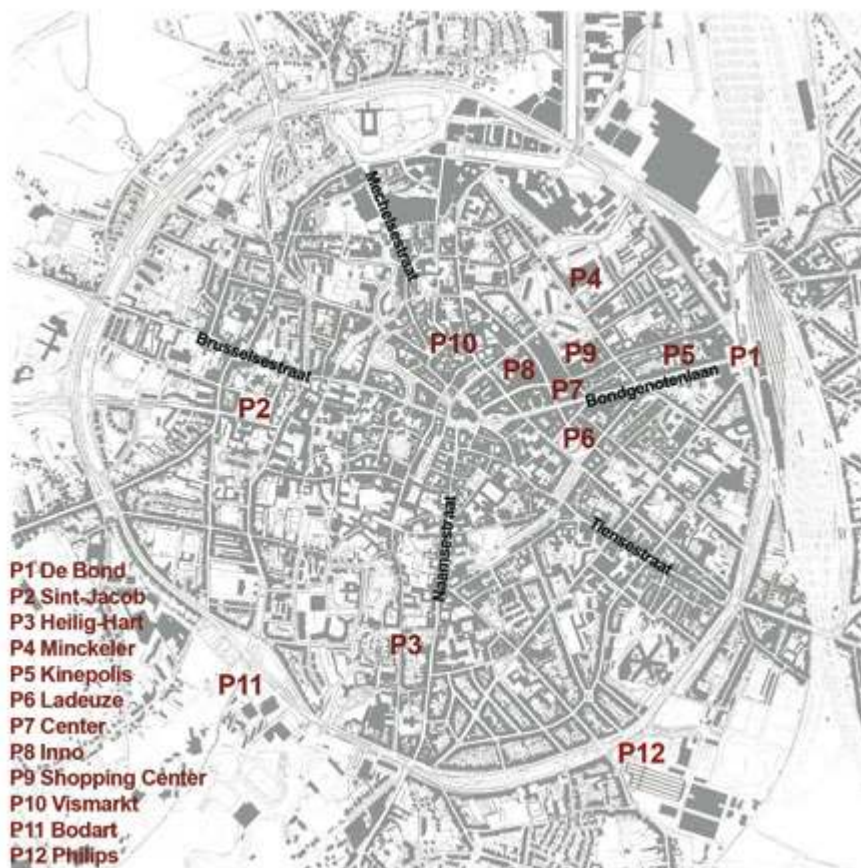 Mechelsestraat
P4
Brusselsestraat
P10
P9
P5
P1
P8
P7
Bondgenotenlaan
P2
P6
Naamsestraat
Tiensestraat
P3
P11
P12
P1 De Bond
P2 Sint-Jacob
P3 Heilig-Hart
P4 Minckeler
P5 Kinepolis
P6 Ladeuze
P7 Center
P8 Inno
P9 Shopping Center
P10 Vismarkt
P11 Bodart
P12 Philips